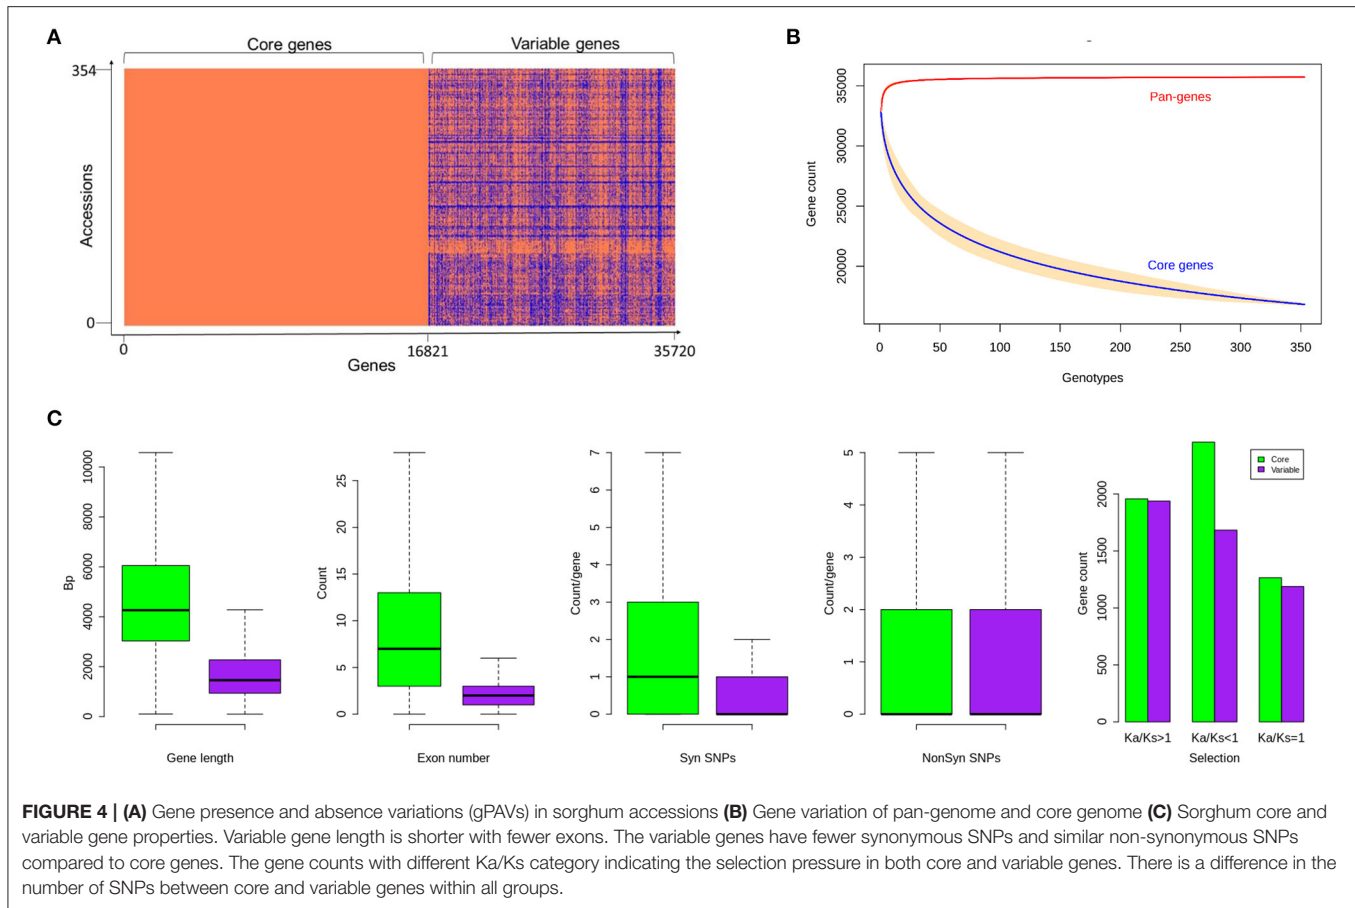 (A)
Core genes
Variable genes
354
Accessions
0
0
16821
35720
Genes
(B)
35000
30000
25000
20000
Gene count
Pan-genes
Core genes
0 50 100 150 200 250 300 350
Genotypes
(C)
10000
8000
6000
4000
2000
0
Bp
Gene length
25
20
15
10
5
0
Count
Exon number
7
6
5
4
3
2
1
0
Count/gene
Syn SNPs
5
4
3
2
1
0
Count/gene
NonSyn SNPs
Core
Variable
2000
1500
1000
500
0
Gene count
Ka/Ks>1 Ka/Ks<1 Ka/Ks=1
Selection
FIGURE 4 | (A) Gene presence and absence variations (gPAVs) in sorghum accessions (B) Gene variation of pan-genome and core genome (C) Sorghum core and
variable gene properties. Variable gene length is shorter with fewer exons. The variable genes have fewer synonymous SNPs and similar non-synonymous SNPs
compared to core genes. The gene counts with different Ka/Ks category indicating the selection pressure in both core and variable genes. There is a difference in the
number of SNPs between core and variable genes within all groups.